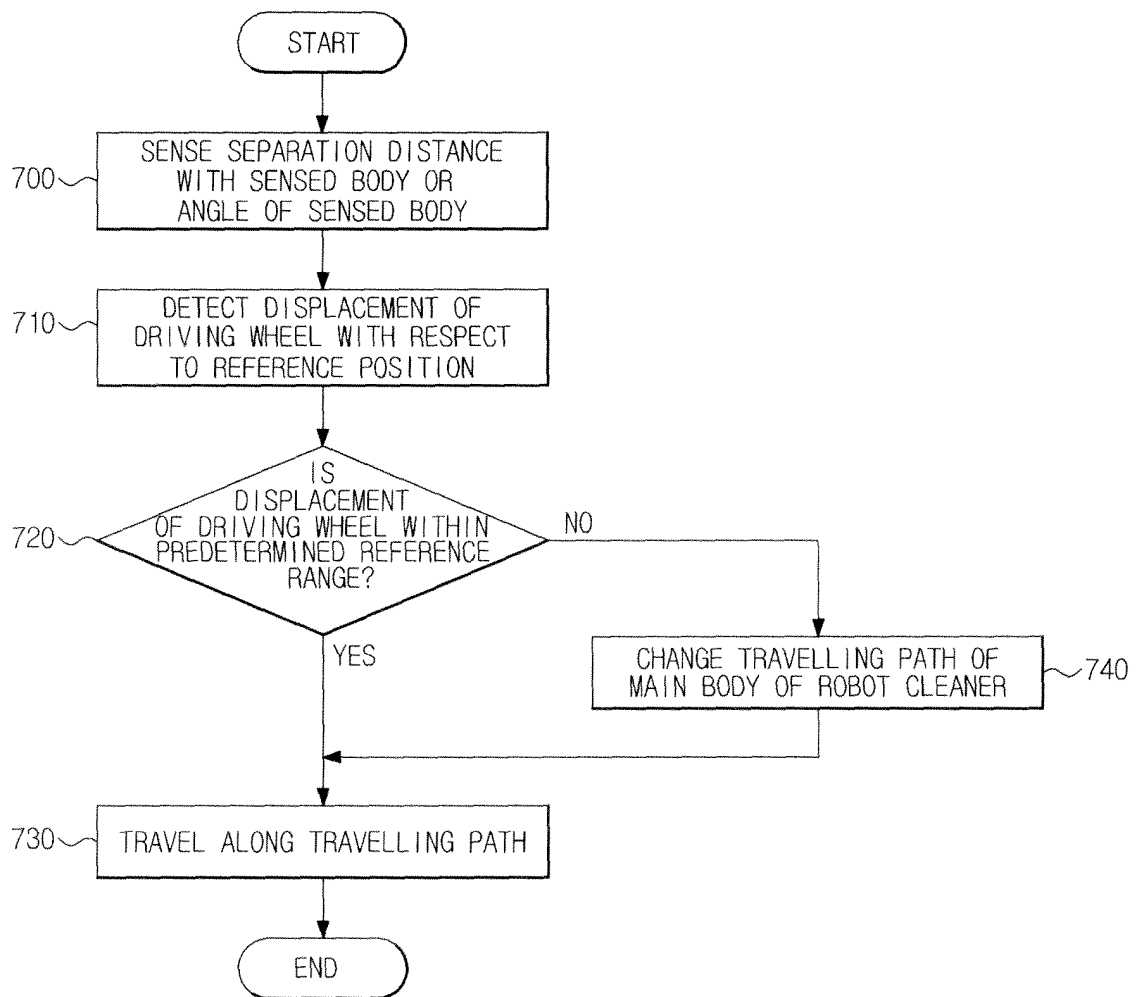 START
700
SENSE SEPARATION DISTANCE
WITH SENSED BODY OR
ANGLE OF SENSED BODY
710
DETECT DISPLACEMENT OF
DRIVING WHEEL WITH RESPECT
TO REFERENCE POSITION
720
IS
DISPLACEMENT
OF DRIVING WHEEL WITHIN
PREDETERMINED REFERENCE
RANGE?
NO
YES
CHANGE TRAVELLING PATH OF
MAIN BODY OF ROBOT CLEANER
740
730
TRAVEL ALONG TRAVELLING PATH
END